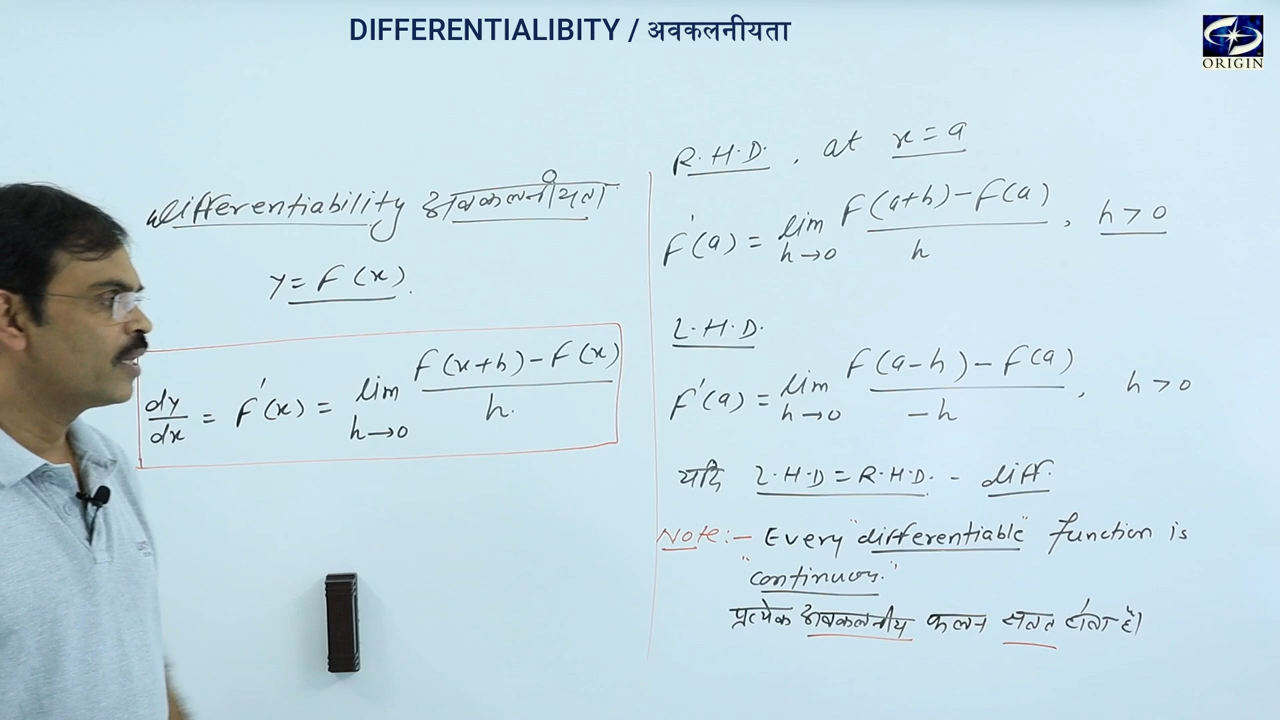 DIFFERENTIALIBITY / अवकलनीयता
ORIGIN
Differentiability अवकलनीयता
y = F(x).
dy/dx = F'(x) = lim h→0 F(x+h) - F(x) / h.
R.H.D. , at x = a
F'(a) = lim h→0 F(a+h) - F(a) / h , h > 0
L.H.D.
F'(a) = lim h→0 F(a-h) - F(a) / -h , h > 0
यदि L.H.D = R.H.D. - diff.
Note:- Every "differentiable" function is
"continuous."
प्रत्येक अवकलनीय फलन सतत होता है।